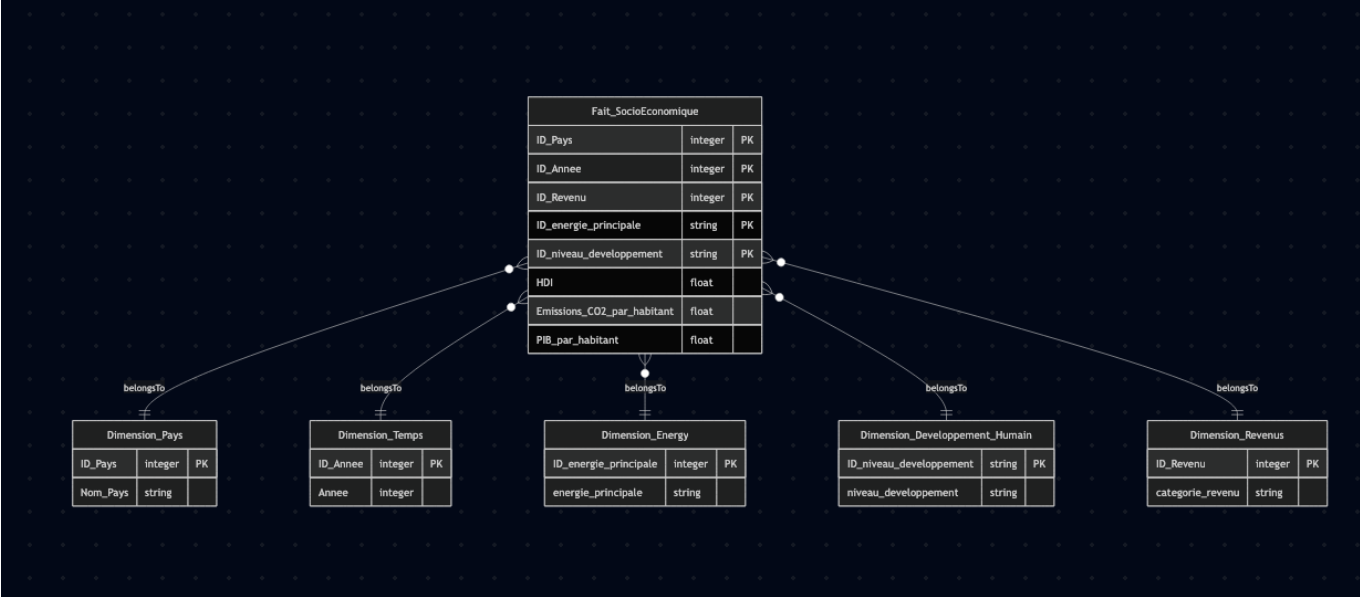 Fait_SocioEconomique
ID_Pays integer PK
ID_Annee integer PK
ID_Revenu integer PK
ID_energie_principale string PK
ID_niveau_developpement string PK
HDI float
Emissions_CO2_par_habitant float
PIB_par_habitant float
belongsTo belongsTo belongsTo belongsTo belongsTo
Dimension_Pays
ID_Pays integer PK
Nom_Pays string
Dimension_Temps
ID_Annee integer PK
Annee integer
Dimension_Energy
ID_energie_principale integer PK
energie_principale string
Dimension_Developpement_Humain
ID_niveau_developpement string PK
niveau_developpement string
Dimension_Revenus
ID_Revenu integer PK
categorie_revenu string